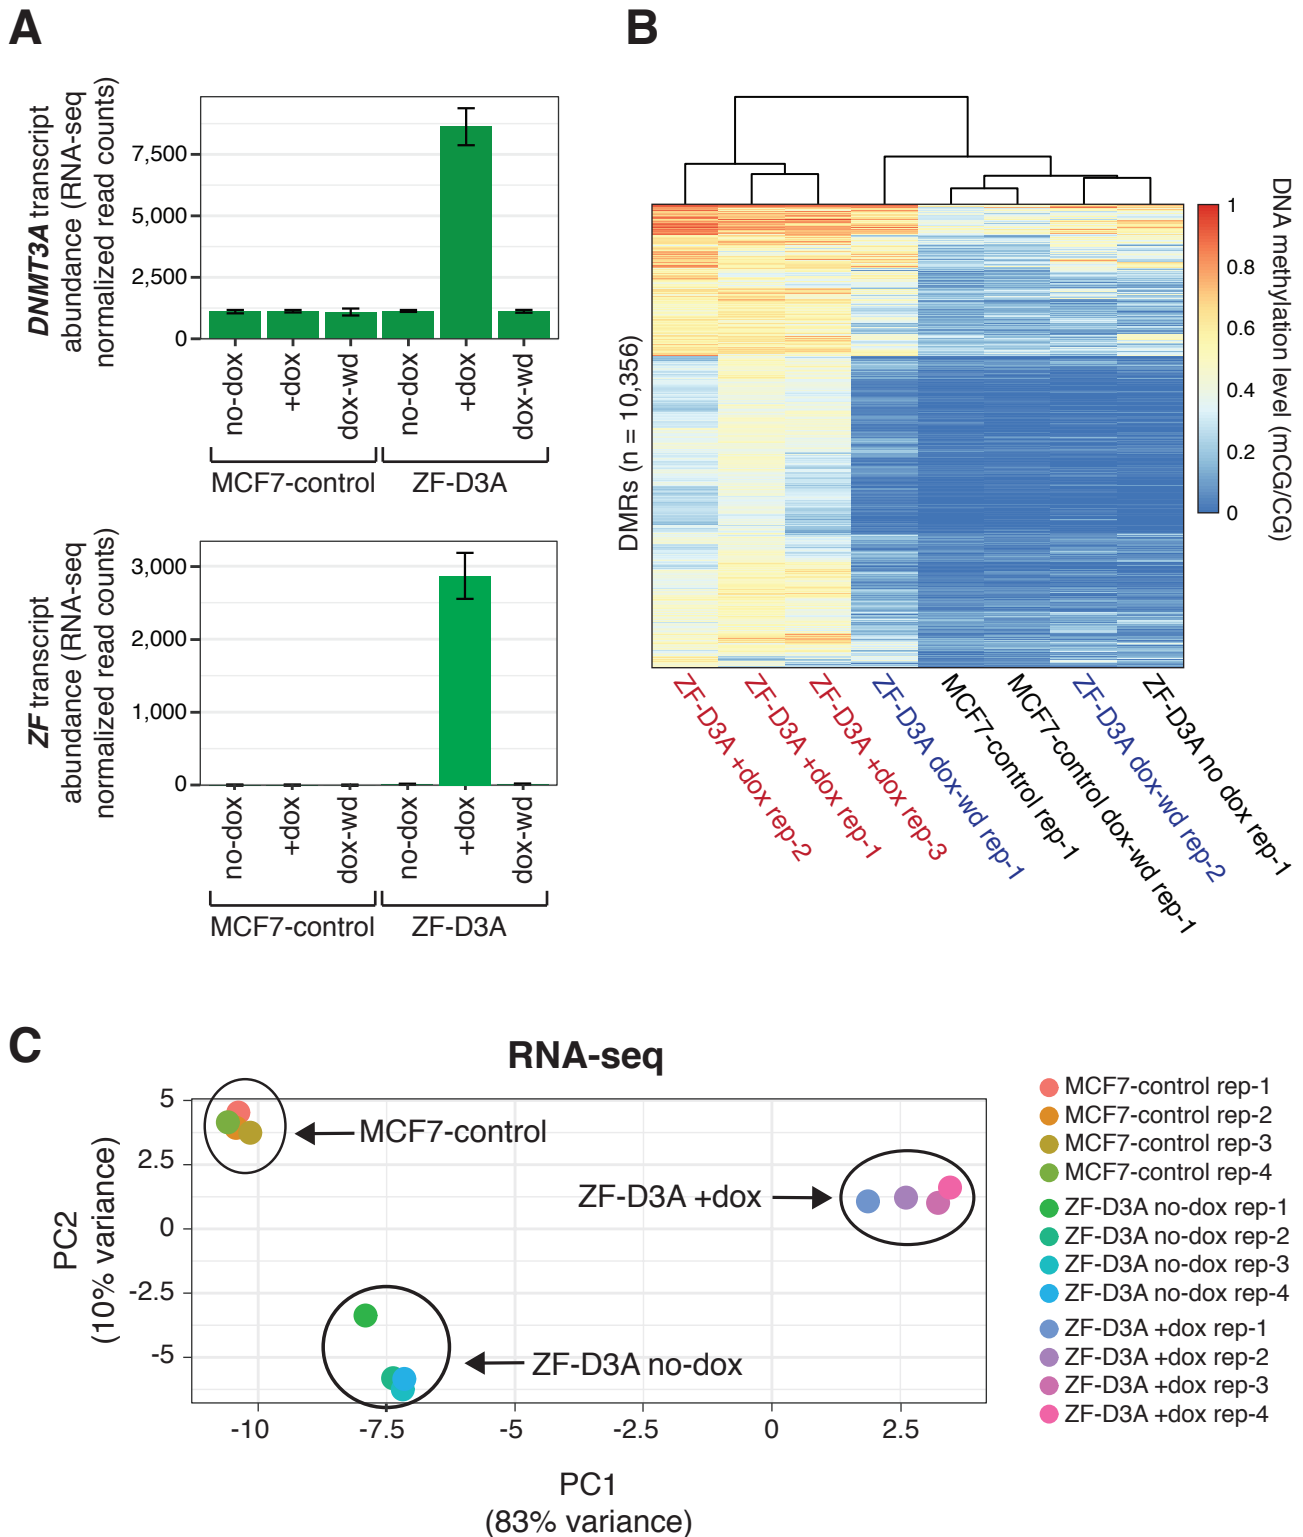 A
DNMT3A transcript
abundance (RNA-seq
normalized read counts)
7,500
5,000
2,500
0
no-dox
+dox
dox-wd
no-dox
+dox
dox-wd
MCF7-control
ZF-D3A
ZF transcript
abundance (RNA-seq
normalized read counts)
3,000
2,000
1,000
0
no-dox
+dox
dox-wd
no-dox
+dox
dox-wd
MCF7-control
ZF-D3A
B
DMRs (n = 10,356)
1
0.8
0.6
0.4
0.2
0
DNA methylation level (mCG/CG)
ZF-D3A +dox rep-2
ZF-D3A +dox rep-1
ZF-D3A +dox rep-3
ZF-D3A dox-wd rep-1
MCF7-control rep-1
MCF7-control dox-wd rep-1
ZF-D3A dox-wd rep-2
ZF-D3A no dox rep-1
C
RNA-seq
PC2
(10% variance)
5
2.5
0
-2.5
-5
MCF7-control
ZF-D3A +dox
ZF-D3A no-dox
-10
-7.5
-5
-2.5
0
2.5
PC1
(83% variance)
MCF7-control rep-1
MCF7-control rep-2
MCF7-control rep-3
MCF7-control rep-4
ZF-D3A no-dox rep-1
ZF-D3A no-dox rep-2
ZF-D3A no-dox rep-3
ZF-D3A no-dox rep-4
ZF-D3A +dox rep-1
ZF-D3A +dox rep-2
ZF-D3A +dox rep-3
ZF-D3A +dox rep-4